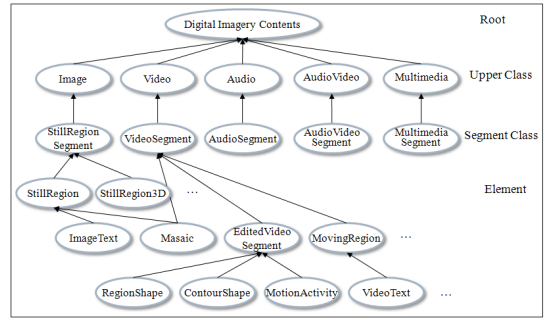 Digital Imagery Contents
Root
Image
Video
Audio
AudioVideo
Multimedia
Upper Class
StillRegion
Segment
VideoSegment
AudioSegment
AudioVideo
Segment
Multimedia
Segment
Segment Class
StillRegion
StillRegion3D
...
Element
ImageText
Masaic
EditedVideo
Segment
MovingRegion
...
RegionShape
ContourShape
MotionActivity
VideoText
...